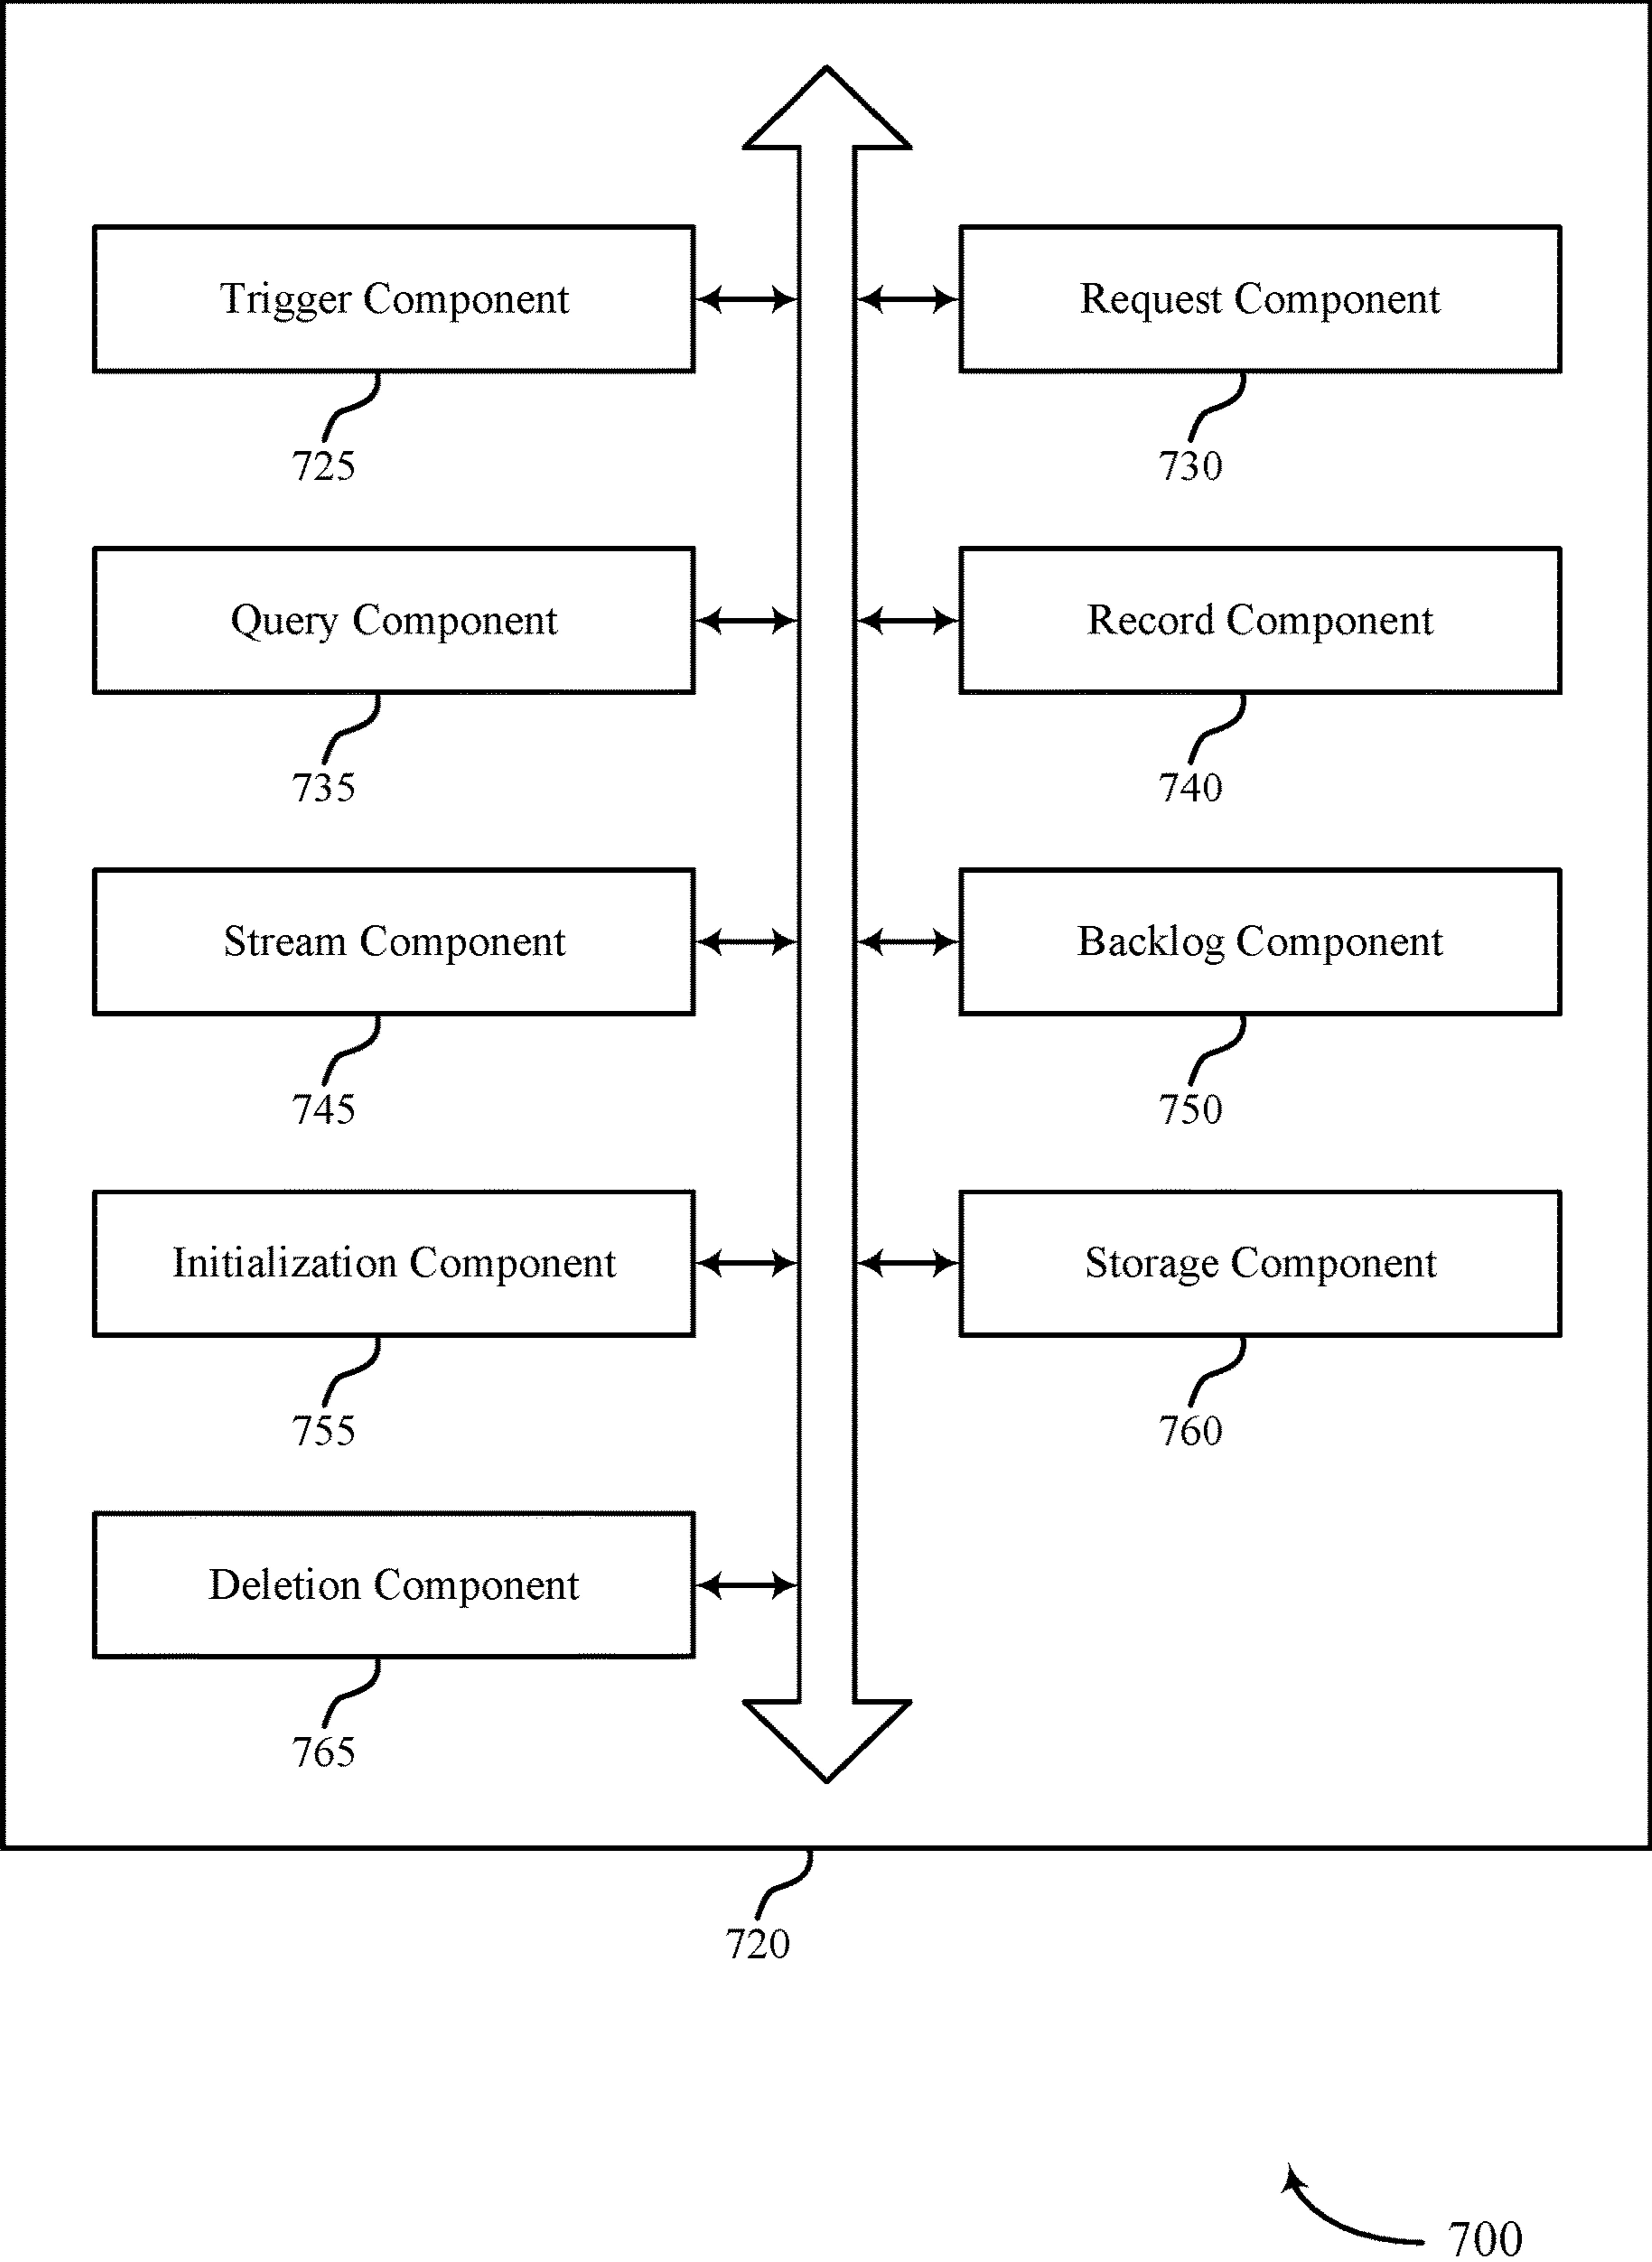 Trigger Component
Request Component
725
730
Query Component
Record Component
735
740
Stream Component
Backlog Component
745
750
Initialization Component
Storage Component
755
760
Deletion Component
765
720
700